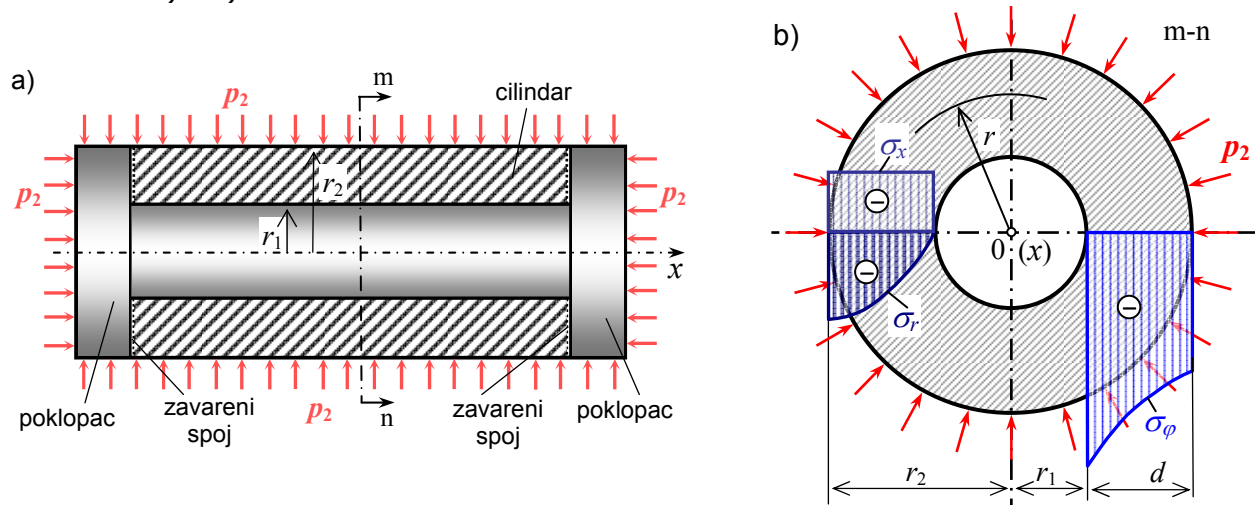 a)
m
p₂
cilindar
r₂
p₂
p₂
r₁
x
poklopac
zavareni
spoj
p₂
n
zavareni
spoj
poklopac
b)
m-n
r
σₓ
p₂
−
0
(x)
−
−
σᵣ
σᵩ
r₂
r₁
d